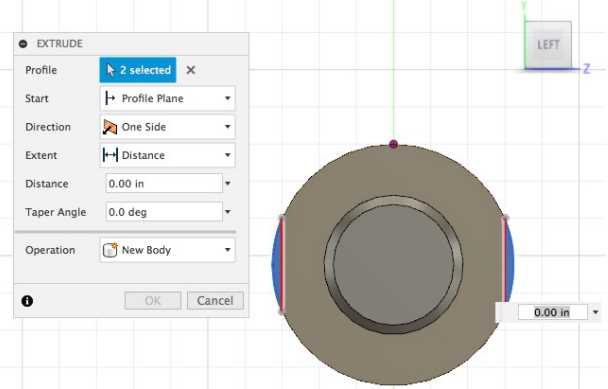 EXTRUDE
Profile 2 selected
Start Profile Plane
Direction One Side
Extent Distance
Distance 0.00 in
Taper Angle 0.0 deg
Operation New Body
OK Cancel
Y
LEFT
Z
0.00 in